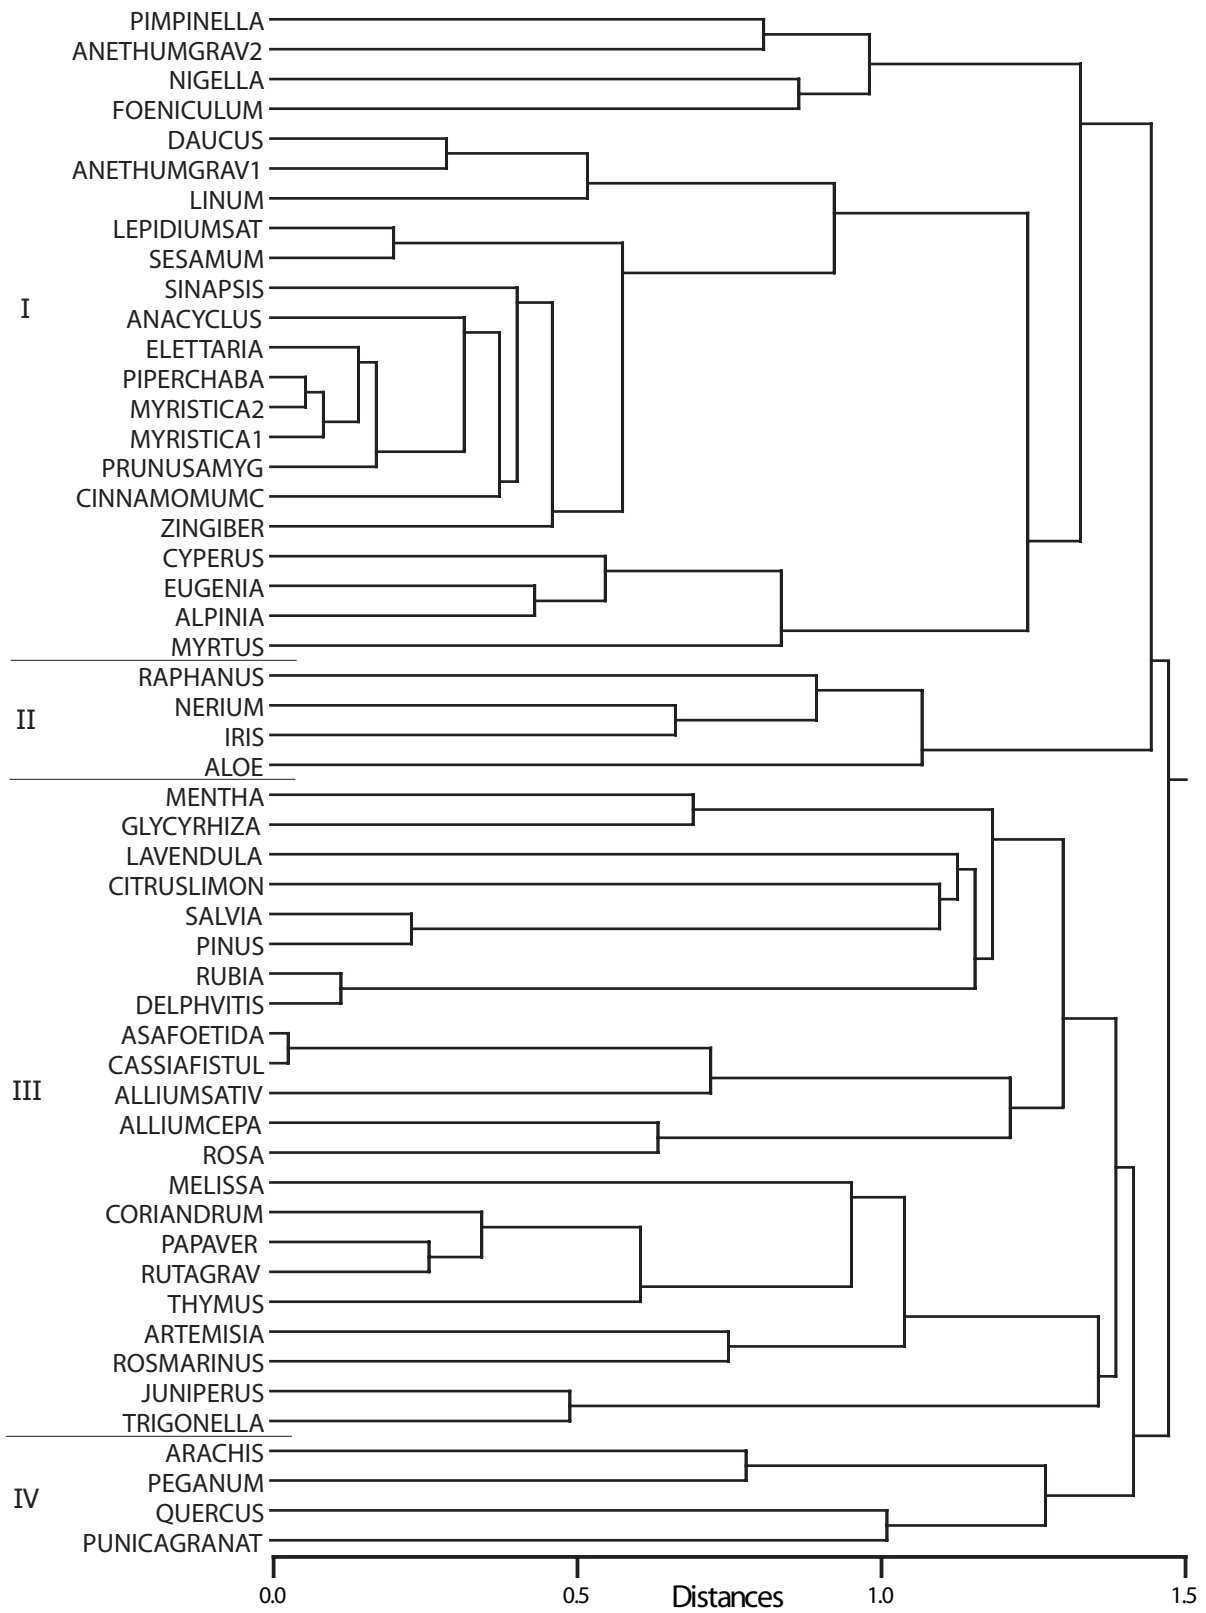 PIMPINELLA
ANETHUMGRAV2
NIGELLA
FOENICULUM
DAUCUS
ANETHUMGRAV1
LINUM
LEPIDIUMSAT
SESAMUM
SINAPSIS
I
ANACYCLUS
ELETTARIA
PIPERCHABA
MYRISTICA2
MYRISTICA1
PRUNUSAMYG
CINNAMOMUMC
ZINGIBER
CYPERUS
EUGENIA
ALPINIA
MYRTUS
RAPHANUS
NERIUM
II
IRIS
ALOE
MENTHA
GLYCYRHIZA
LAVENDULA
CITRUSLIMON
SALVIA
PINUS
RUBIA
DELPHVITIS
ASAFOETIDA
CASSIAFISTUL
III
ALLIUMSATIV
ALLIUMCEPA
ROSA
MELISSA
CORIANDRUM
PAPAVER
RUTAGRAV
THYMUS
ARTEMISIA
ROSMARINUS
JUNIPERUS
TRIGONELLA
ARACHIS
PEGANUM
IV
QUERCUS
PUNICAGRANAT
0.0 0.5 Distances 1.0 1.5